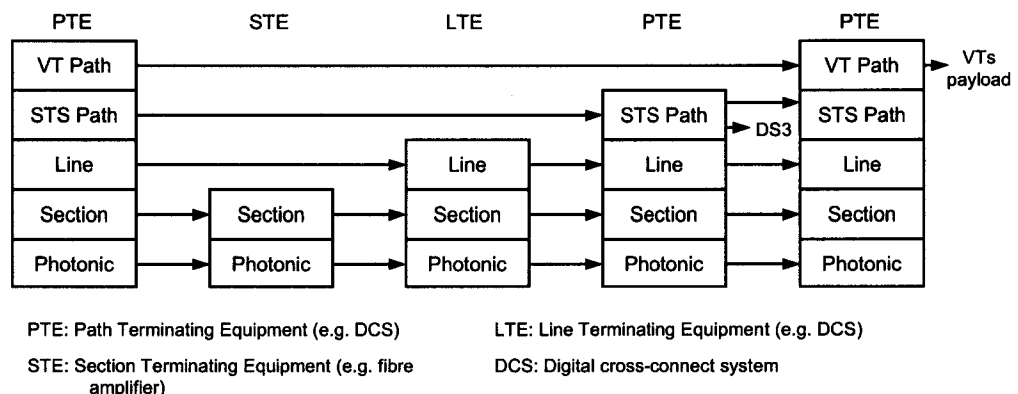 PTE STE LTE PTE PTE
VT Path VT Path VTs
payload
STS Path STS Path STS Path
DS3
Line Line Line Line
Section Section Section Section Section
Photonic Photonic Photonic Photonic Photonic
PTE: Path Terminating Equipment (e.g. DCS) LTE: Line Terminating Equipment (e.g. DCS)
STE: Section Terminating Equipment (e.g. fibre DCS: Digital cross-connect system
amplifier)